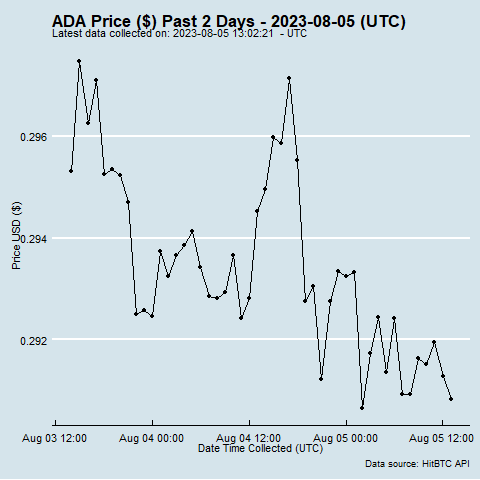 ADA Price ($) Past 2 Days - 2023-08-05 (UTC)
Latest data collected on: 2023-08-05 13:02:21 - UTC
0.296
0.294
0.292
Price USD ($)
Aug 03 12:00 Aug 04 00:00 Aug 04 12:00 Aug 05 00:00 Aug 05 12:00
Date Time Collected (UTC)
Data source: HitBTC API